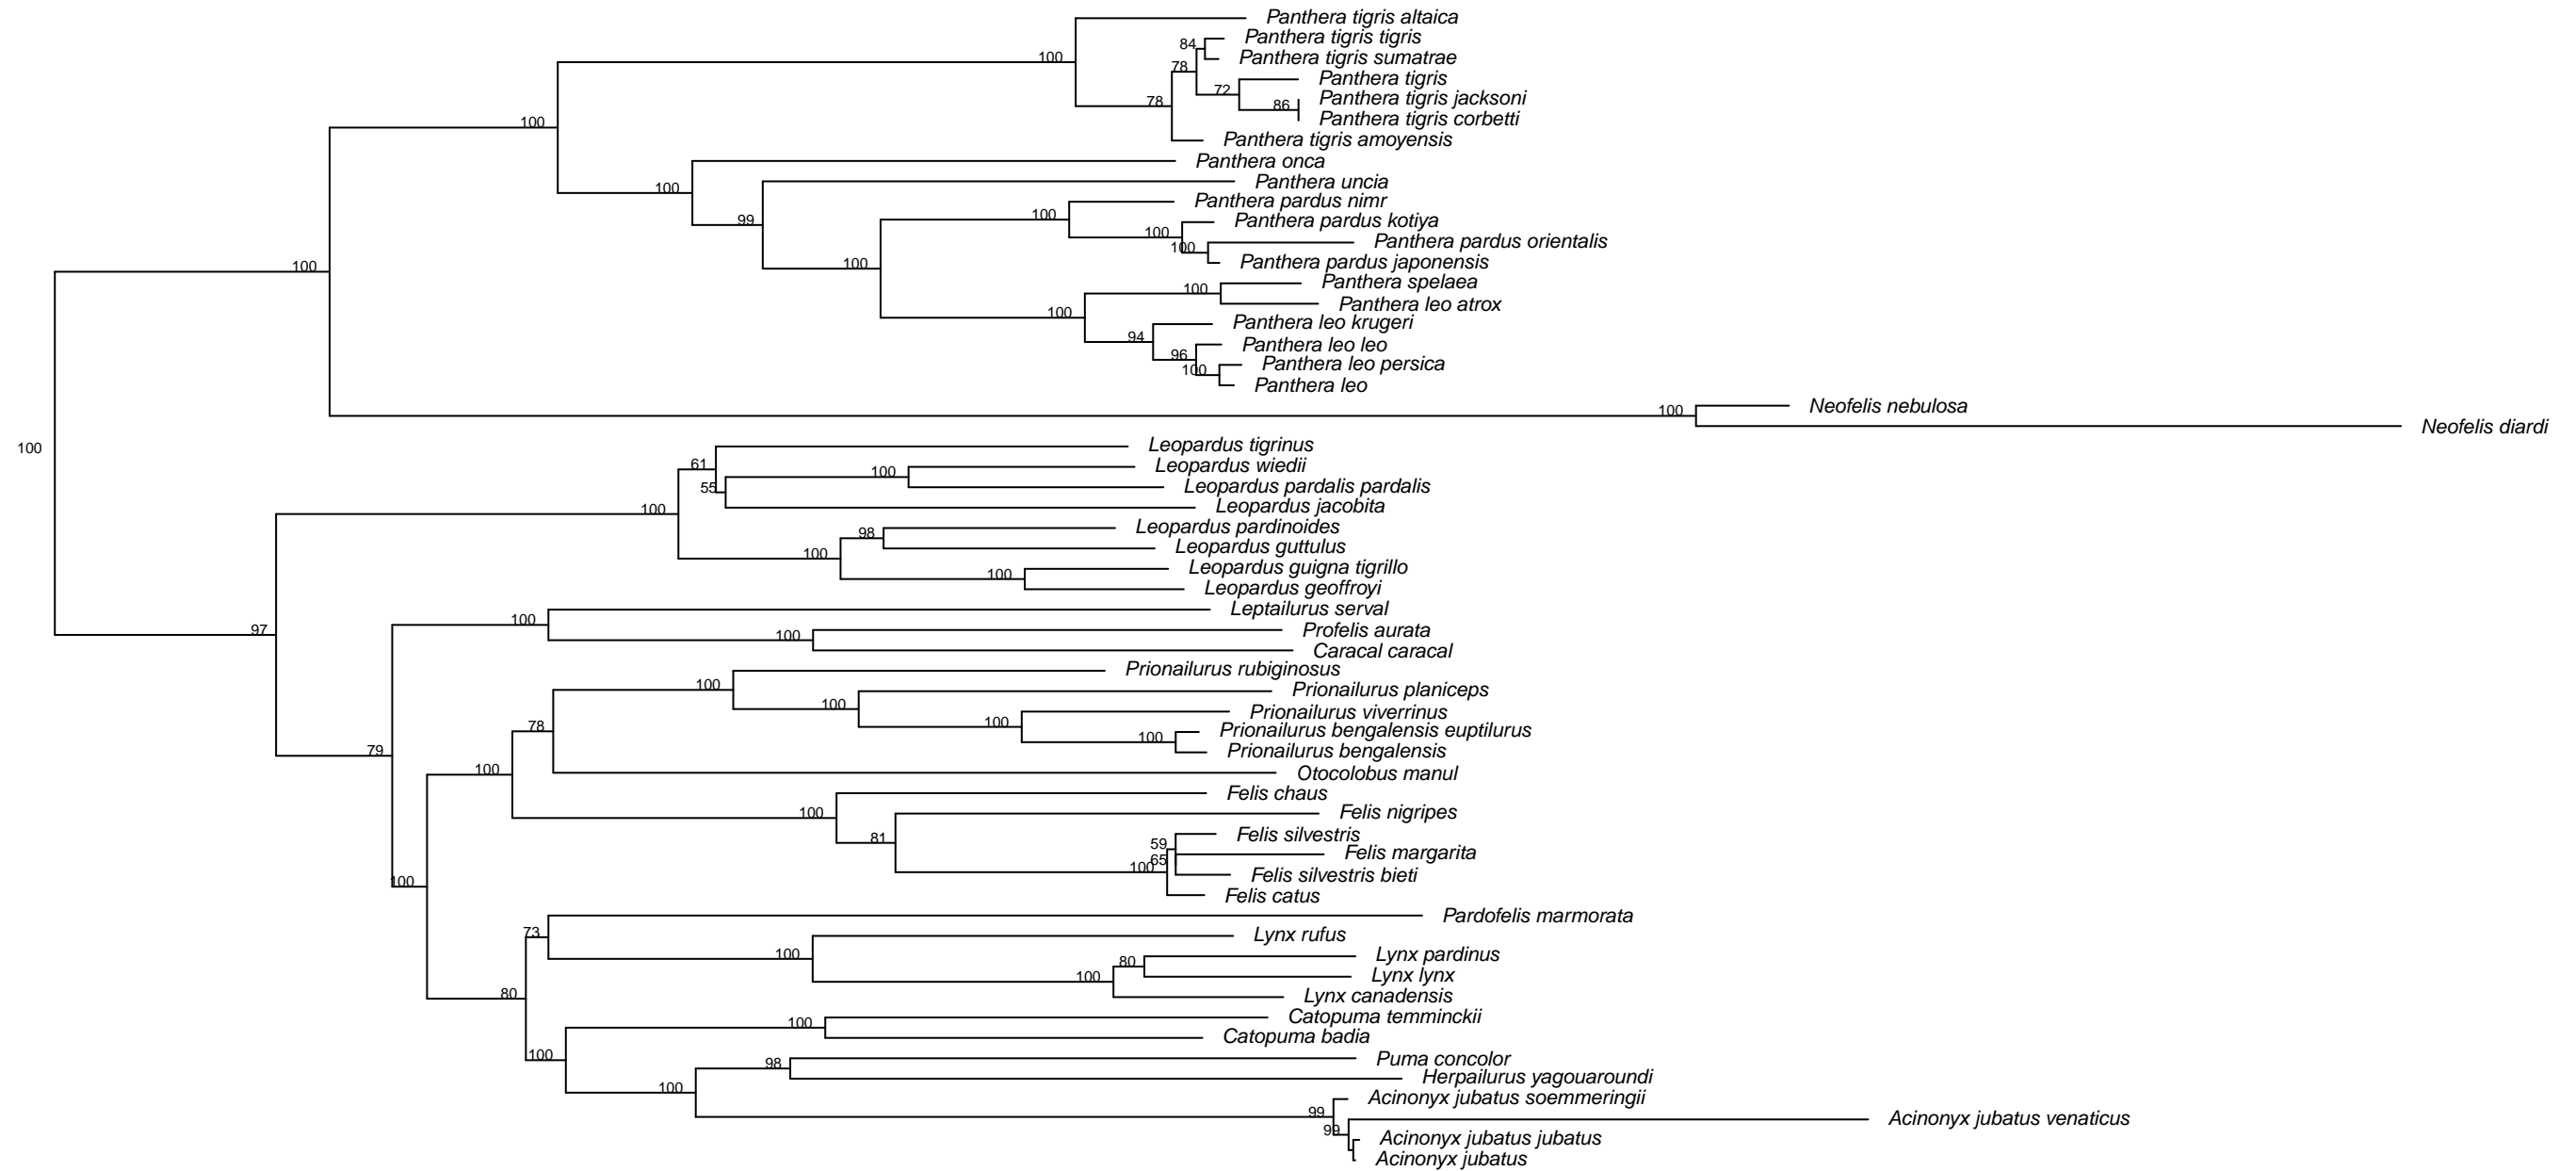 Panthera tigris altaica
Panthera tigris tigris
84
Panthera tigris sumatrae
100
78
Panthera tigris
72
Panthera tigris jacksoni
78
86
Panthera tigris corbetti
100
Panthera tigris amoyensis
Panthera onca
Panthera uncia
100
Panthera pardus nimr
100
99
Panthera pardus kotiya
100
Panthera pardus orientalis
100
Panthera pardus japonensis
100
100
Panthera spelaea
100
Panthera leo atrox
100
Panthera leo krugeri
94
Panthera leo leo
96
Panthera leo persica
100
Panthera leo
Neofelis nebulosa
100
Neofelis diardi
100
Leopardus tigrinus
61
Leopardus wiedii
100
55
Leopardus pardalis pardalis
Leopardus jacobita
100
Leopardus pardinoides
98
Leopardus guttulus
100
Leopardus guigna tigrillo
100
Leopardus geoffroyi
Leptailurus serval
100
97
Profelis aurata
100
Caracal caracal
Prionailurus rubiginosus
100
Prionailurus planiceps
100
Prionailurus viverrinus
100
78
Prionailurus bengalensis euptilurus
100
Prionailurus bengalensis
79
100
Otocolobus manul
Felis chaus
100
Felis nigripes
81
Felis silvestris
59
Felis margarita
65
100
Felis silvestris bieti
100
Felis catus
Pardofelis marmorata
73
Lynx rufus
100
Lynx pardinus
80
Lynx lynx
100
80
Lynx canadensis
Catopuma temminckii
100
Catopuma badia
100
Puma concolor
98
Herpailurus yagouaroundi
100
Acinonyx jubatus soemmeringii
99
Acinonyx jubatus venaticus
99
Acinonyx jubatus jubatus
Acinonyx jubatus